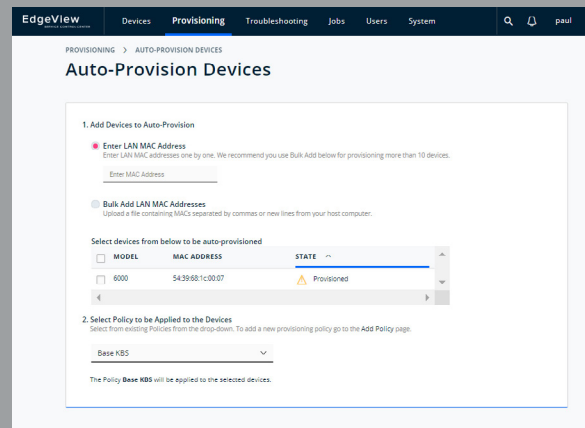 EdgeView Devices Provisioning Troubleshooting Jobs Users System paul
SERVICE CONTROL CENTER
PROVISIONING > AUTO-PROVISION DEVICES
Auto-Provision Devices
1. Add Devices to Auto-Provision
Enter LAN MAC Address
Enter LAN MAC addresses one by one. We recommend you use Bulk Add below for provisioning more than 10 devices.
Enter MAC Address
Bulk Add LAN MAC Addresses
Upload a file containing MACs separated by commas or new lines from your host computer.
Select devices from below to be auto-provisioned
MODEL MAC ADDRESS STATE
6000 54:39:68:1c:00:07 Provisioned
2. Select Policy to be Applied to the Devices
Select from existing Policies from the drop-down. To add a new provisioning policy go to the Add Policy page.
Base KBS
The Policy Base KBS will be applied to the selected devices.